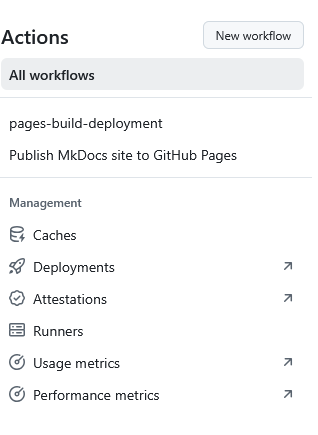 Actions
New workflow
All workflows
pages-build-deployment
Publish MkDocs site to GitHub Pages
Management
Caches
Deployments
Attestations
Runners
Usage metrics
Performance metrics